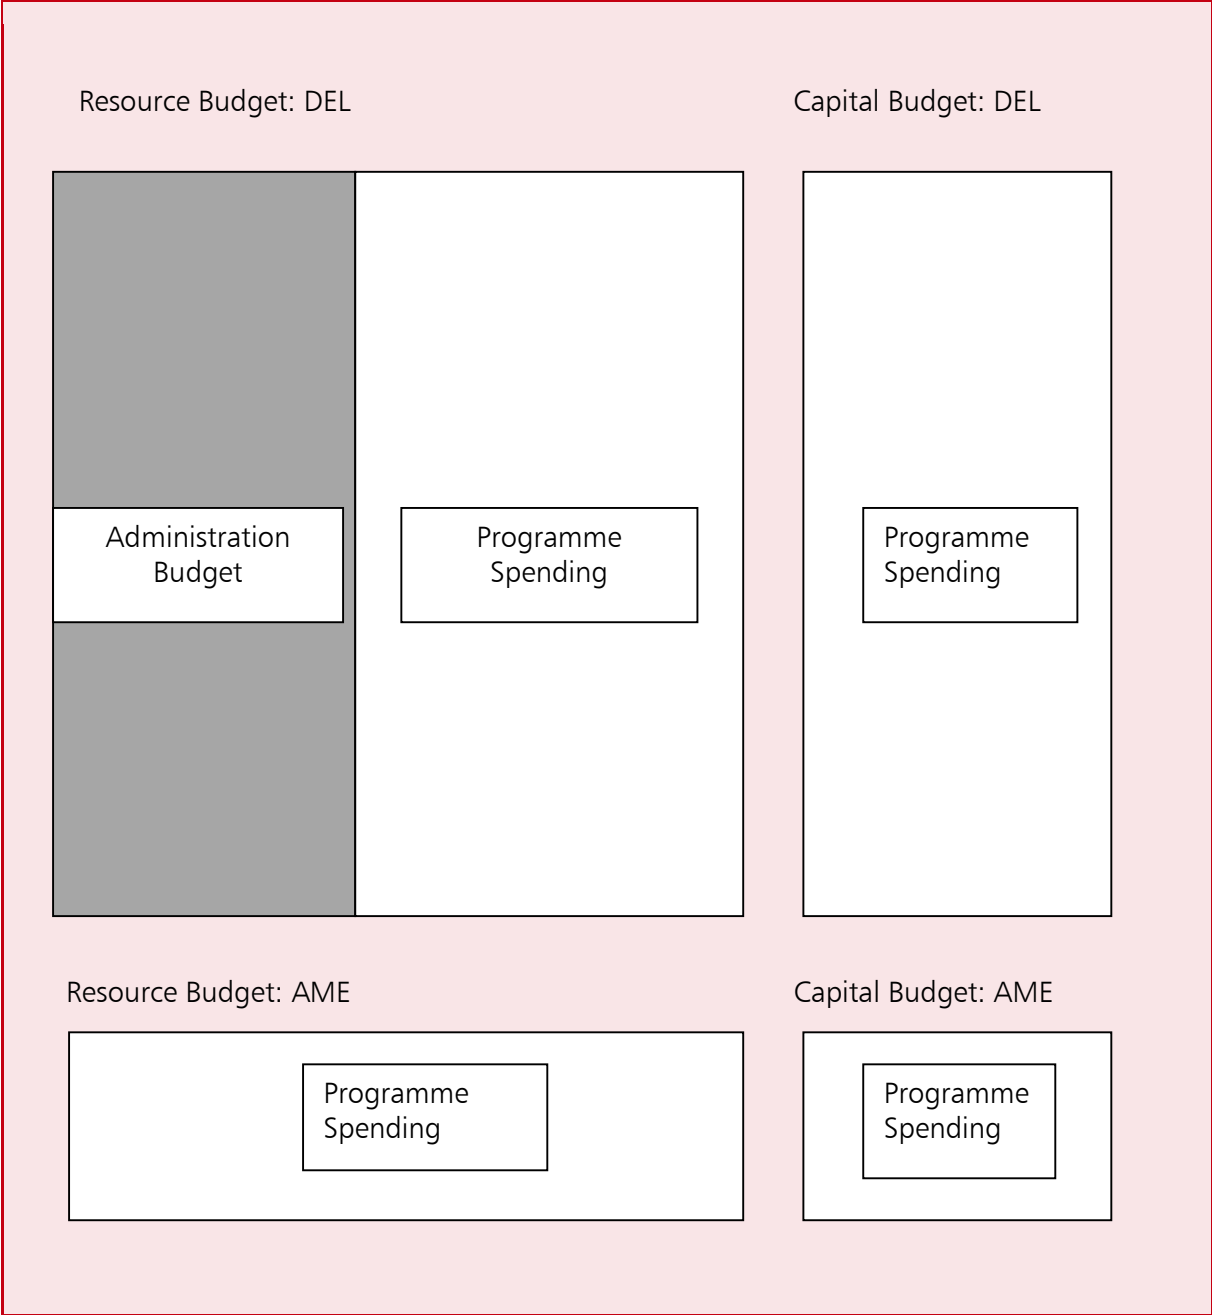 Resource Budget: DEL
Capital Budget: DEL
Administration
Budget
Programme
Spending
Programme
Spending
Resource Budget: AME
Capital Budget: AME
Programme
Spending
Programme
Spending